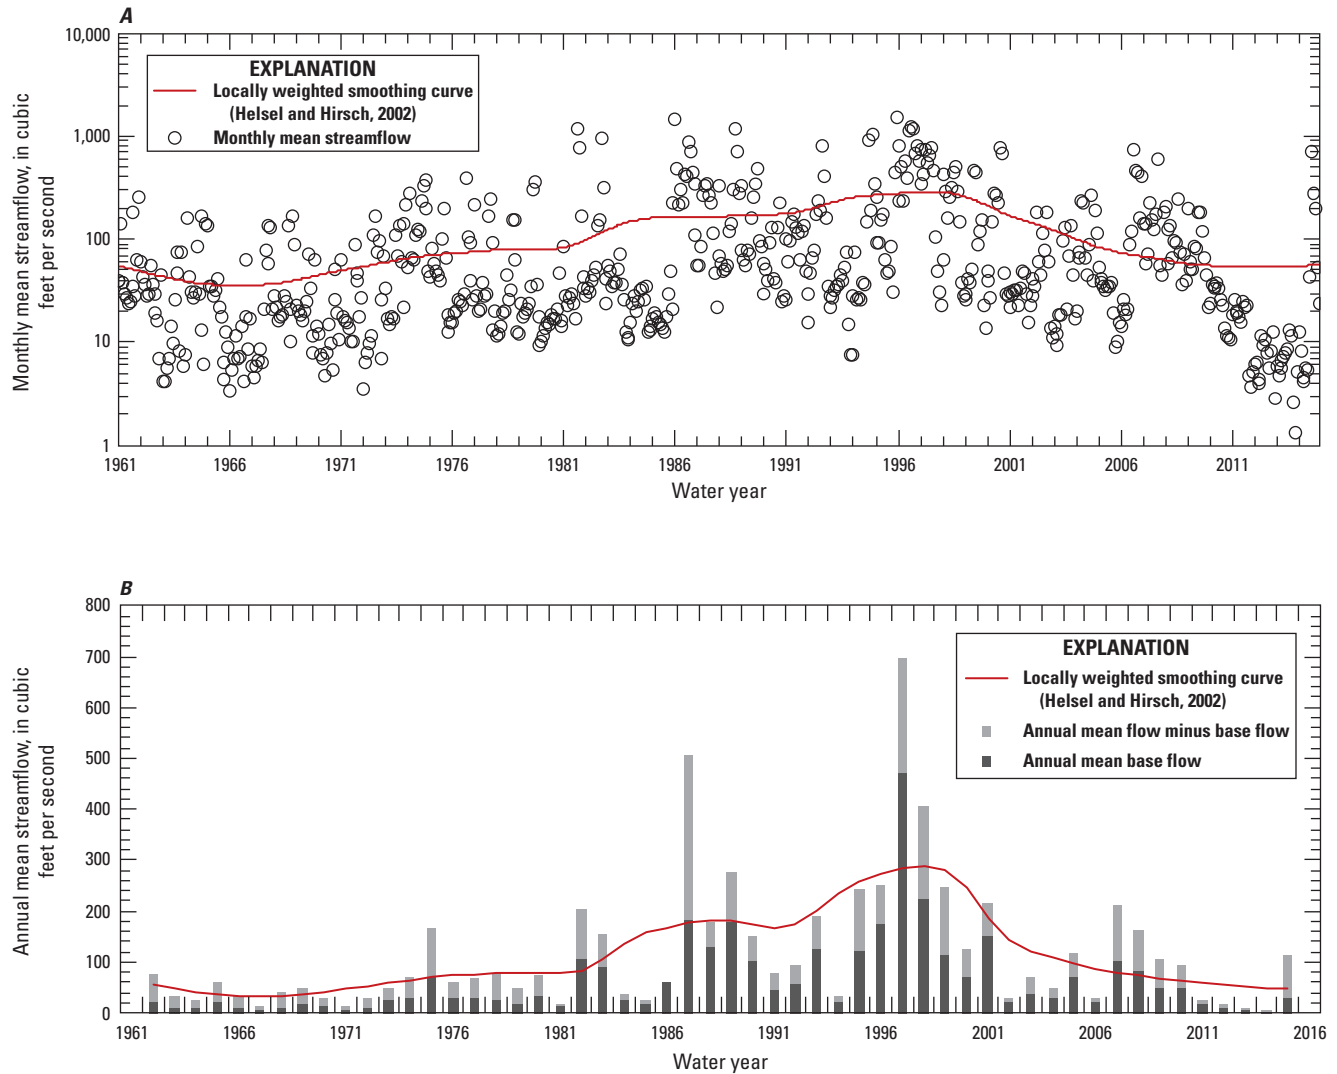 A
10,000
1,000
100
10
1
Monthly mean streamflow, in cubic
feet per second
EXPLANATION
Locally weighted smoothing curve
(Helsel and Hirsch, 2002)
Monthly mean streamflow
1961 1966 1971 1976 1981 1986 1991 1996 2001 2006 2011
Water year
B
800
700
600
500
400
300
200
100
0
Annual mean streamflow, in cubic
feet per second
EXPLANATION
Locally weighted smoothing curve
(Helsel and Hirsch, 2002)
Annual mean flow minus base flow
Annual mean base flow
1961 1966 1971 1976 1981 1986 1991 1996 2001 2006 2011 2016
Water year